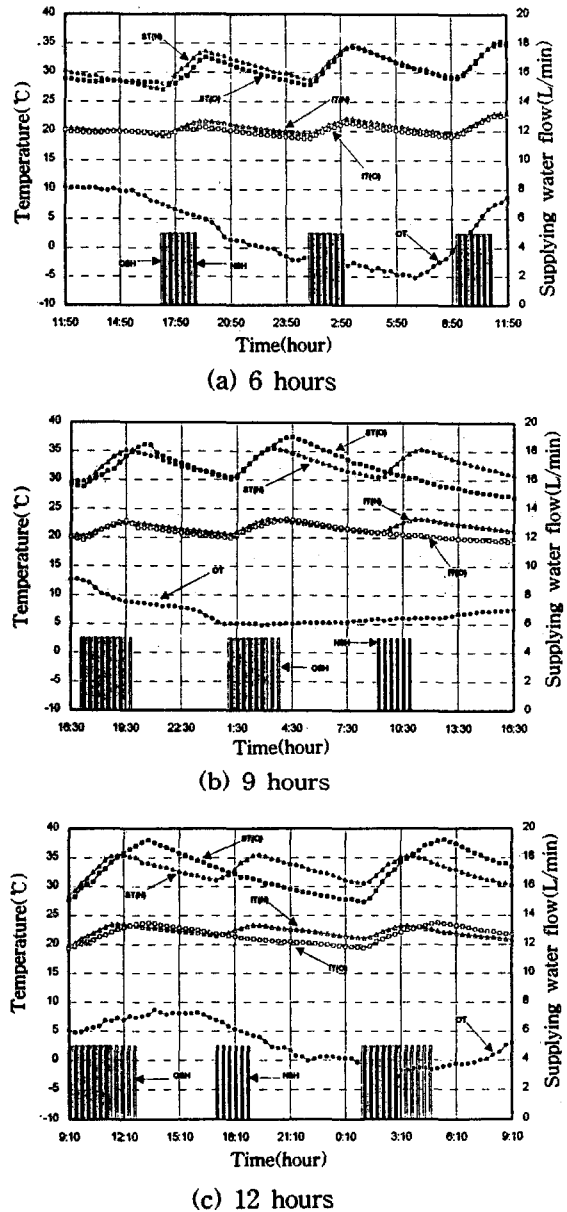 40 20
35 18
ST(N)
30 16
ST(O)
25 14
IT(N)
20 12
15 10
IT(O)
10 8
5 6
OT
0 4
OSH NSH
-5 2
-10 0
Temperature(℃)
Supplying water flow(L/min)
11:50 14:50 17:50 20:50 23:50 2:50 5:50 8:50 11:50
Time(hour)
(a) 6 hours
40 20
35 18
ST(O)
30 16
ST(N)
25 14
IT(N)
20 12
IT(O)
15 10
OT
10 8
5 6
NSH
0 4
OSH
-5 2
-10 0
Temperature(℃)
Supplying water flow(L/min)
16:30 19:30 22:30 1:30 4:30 7:30 10:30 13:30 16:30
Time(hour)
(b) 9 hours
40 20
35 18
ST(O)
30 16
ST(N)
25 14
IT(N)
20 12
IT(O)
15 10
10 8
5 6
OT
0 4
OSH NSH
-5 2
-10 0
Temperature(℃)
Supplying water flow(L/min)
9:10 12:10 15:10 18:10 21:10 0:10 3:10 6:10 9:10
Time(hour)
(c) 12 hours